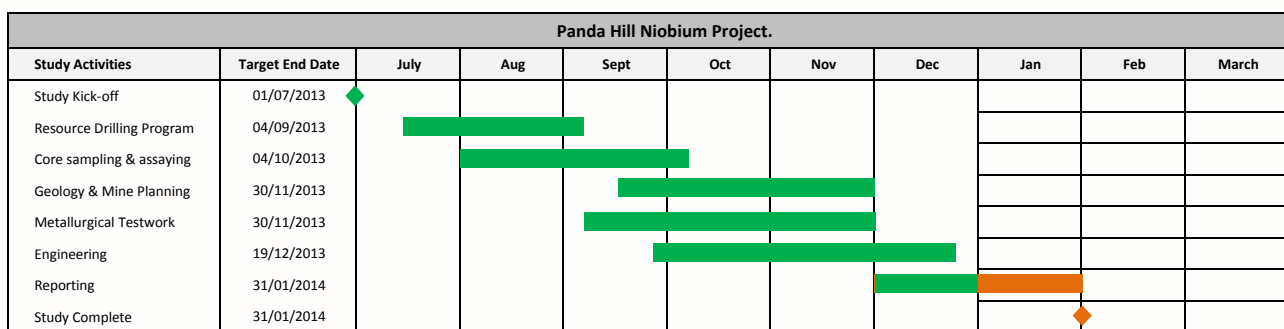 Panda Hill Niobium Project.
Study Activities Target End Date July Aug Sept Oct Nov Dec Jan Feb March
Study Kick-off 01/07/2013
Resource Drilling Program 04/09/2013
Core sampling & assaying 04/10/2013
Geology & Mine Planning 30/11/2013
Metallurgical Testwork 30/11/2013
Engineering 19/12/2013
Reporting 31/01/2014
Study Complete 31/01/2014